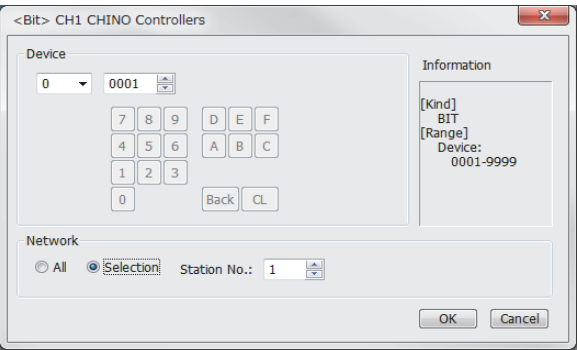 <Bit> CH1 CHINO Controllers
Device
0 0001
7 8 9 D E F
4 5 6 A B C
1 2 3
0 Back CL
Information
[Kind]
BIT
[Range]
Device:
0001-9999
Network
All Selection Station No.: 1
OK Cancel